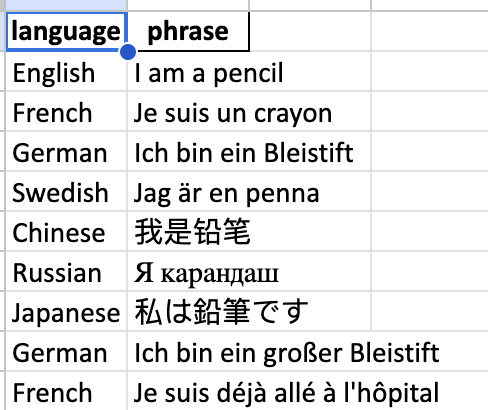 language phrase
English I am a pencil
French Je suis un crayon
German Ich bin ein Bleistift
Swedish Jag är en penna
Chinese 我是铅笔
Russian Я карандаш
Japanese 私は鉛筆です
German Ich bin ein großer Bleistift
French Je suis déjà allé à l'hôpital